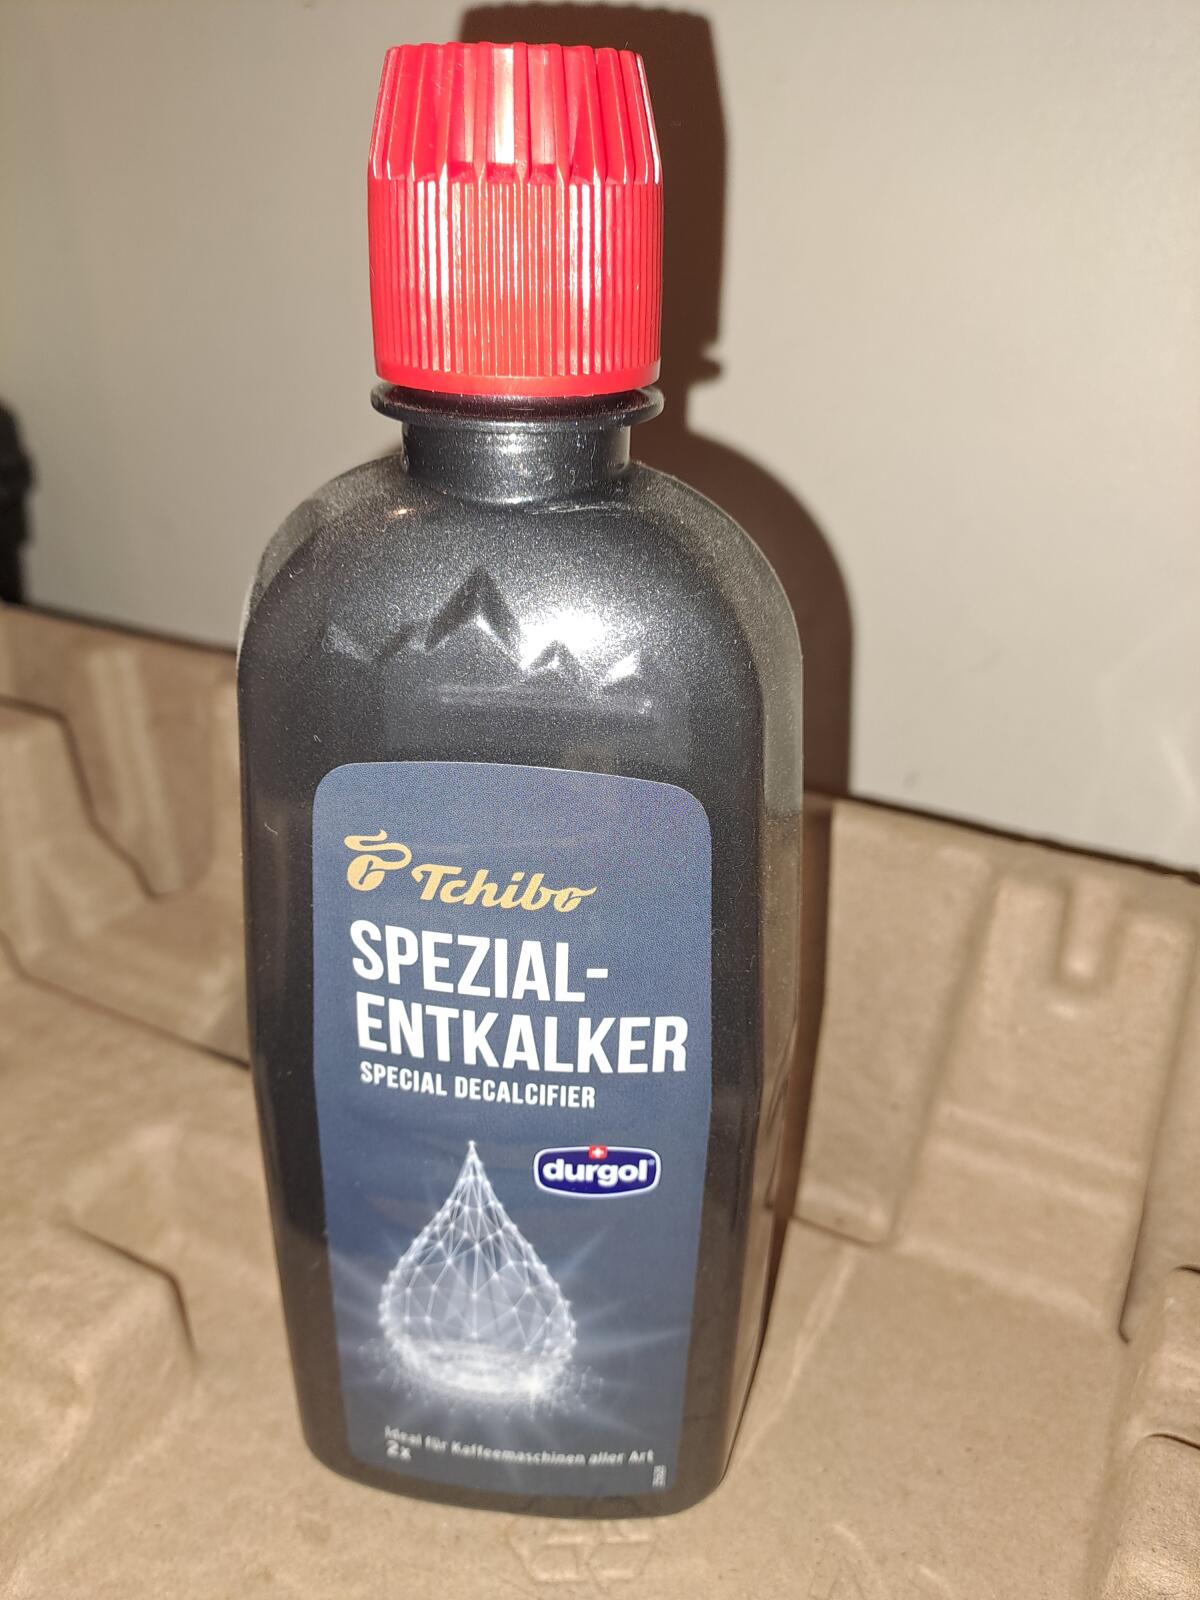 Tchibo
SPEZIAL-
ENTKALKER
SPECIAL DECALCIFIER
durgol®
Ideal für Kaffeemaschinen aller Art
2x